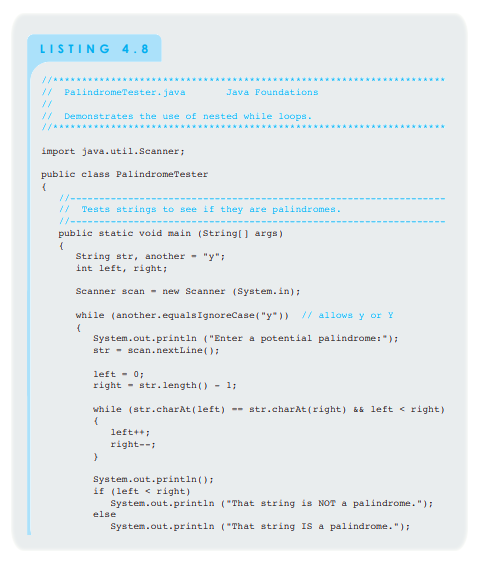 LISTING 4.8
//********************************************************************
//  PalindromeTester.java       Java Foundations
//
//  Demonstrates the use of nested while loops.
//********************************************************************
import java.util.Scanner;
public class PalindromeTester
{
//-----------------------------------------------------------------
//  Tests strings to see if they are palindromes.
//-----------------------------------------------------------------
public static void main (String[] args)
{
String str, another = "y";
int left, right;
Scanner scan = new Scanner (System.in);
while (another.equalsIgnoreCase("y"))  // allows y or Y
{
System.out.println ("Enter a potential palindrome:");
str = scan.nextLine();
left = 0;
right = str.length() - 1;
while (str.charAt(left) == str.charAt(right) && left < right)
{
left++;
right--;
}
System.out.println();
if (left < right)
System.out.println ("That string is NOT a palindrome.");
else
System.out.println ("That string IS a palindrome.");